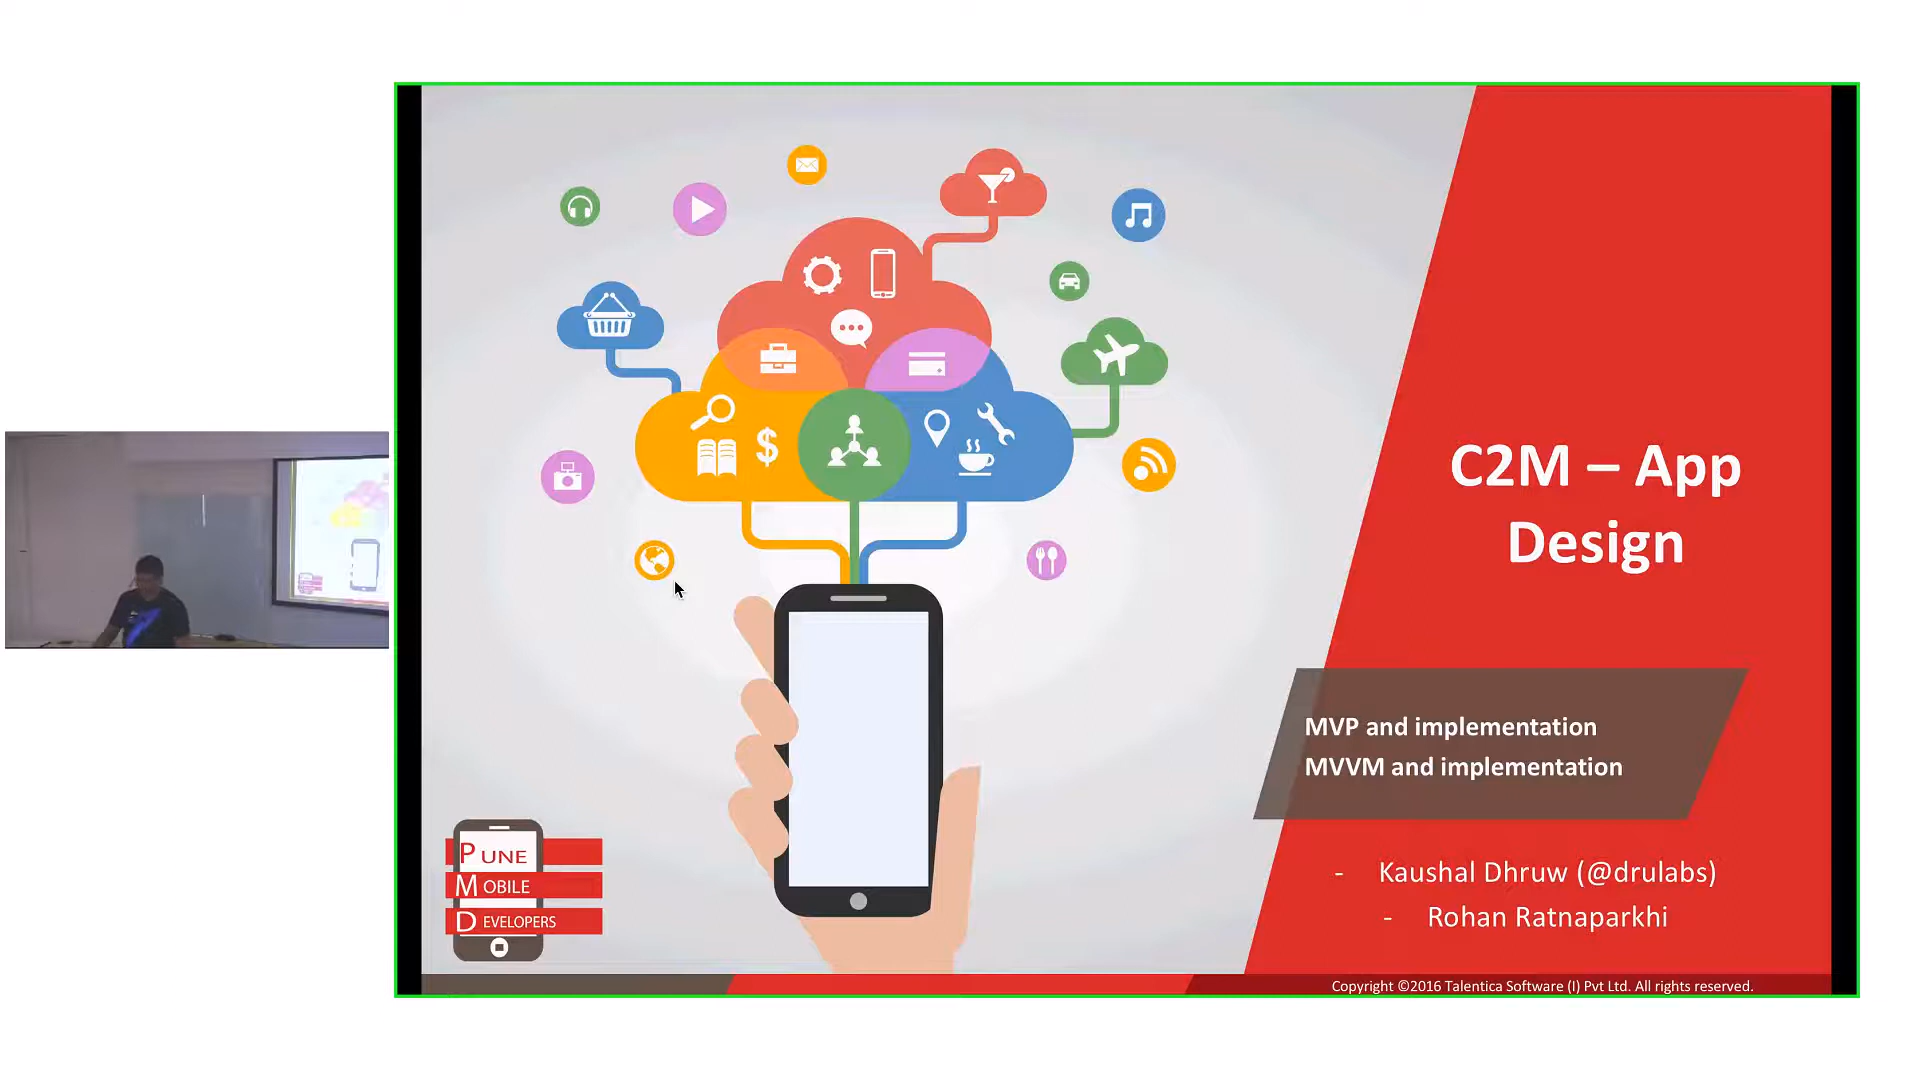 C2M – App
Design
MVP and implementation
MVVM and implementation
- Kaushal Dhruw (@drulabs)
- Rohan Ratnaparkhi
PUNE
MOBILE
DEVELOPERS
$
Copyright ©2016 Talentica Software (I) Pvt Ltd. All rights reserved.